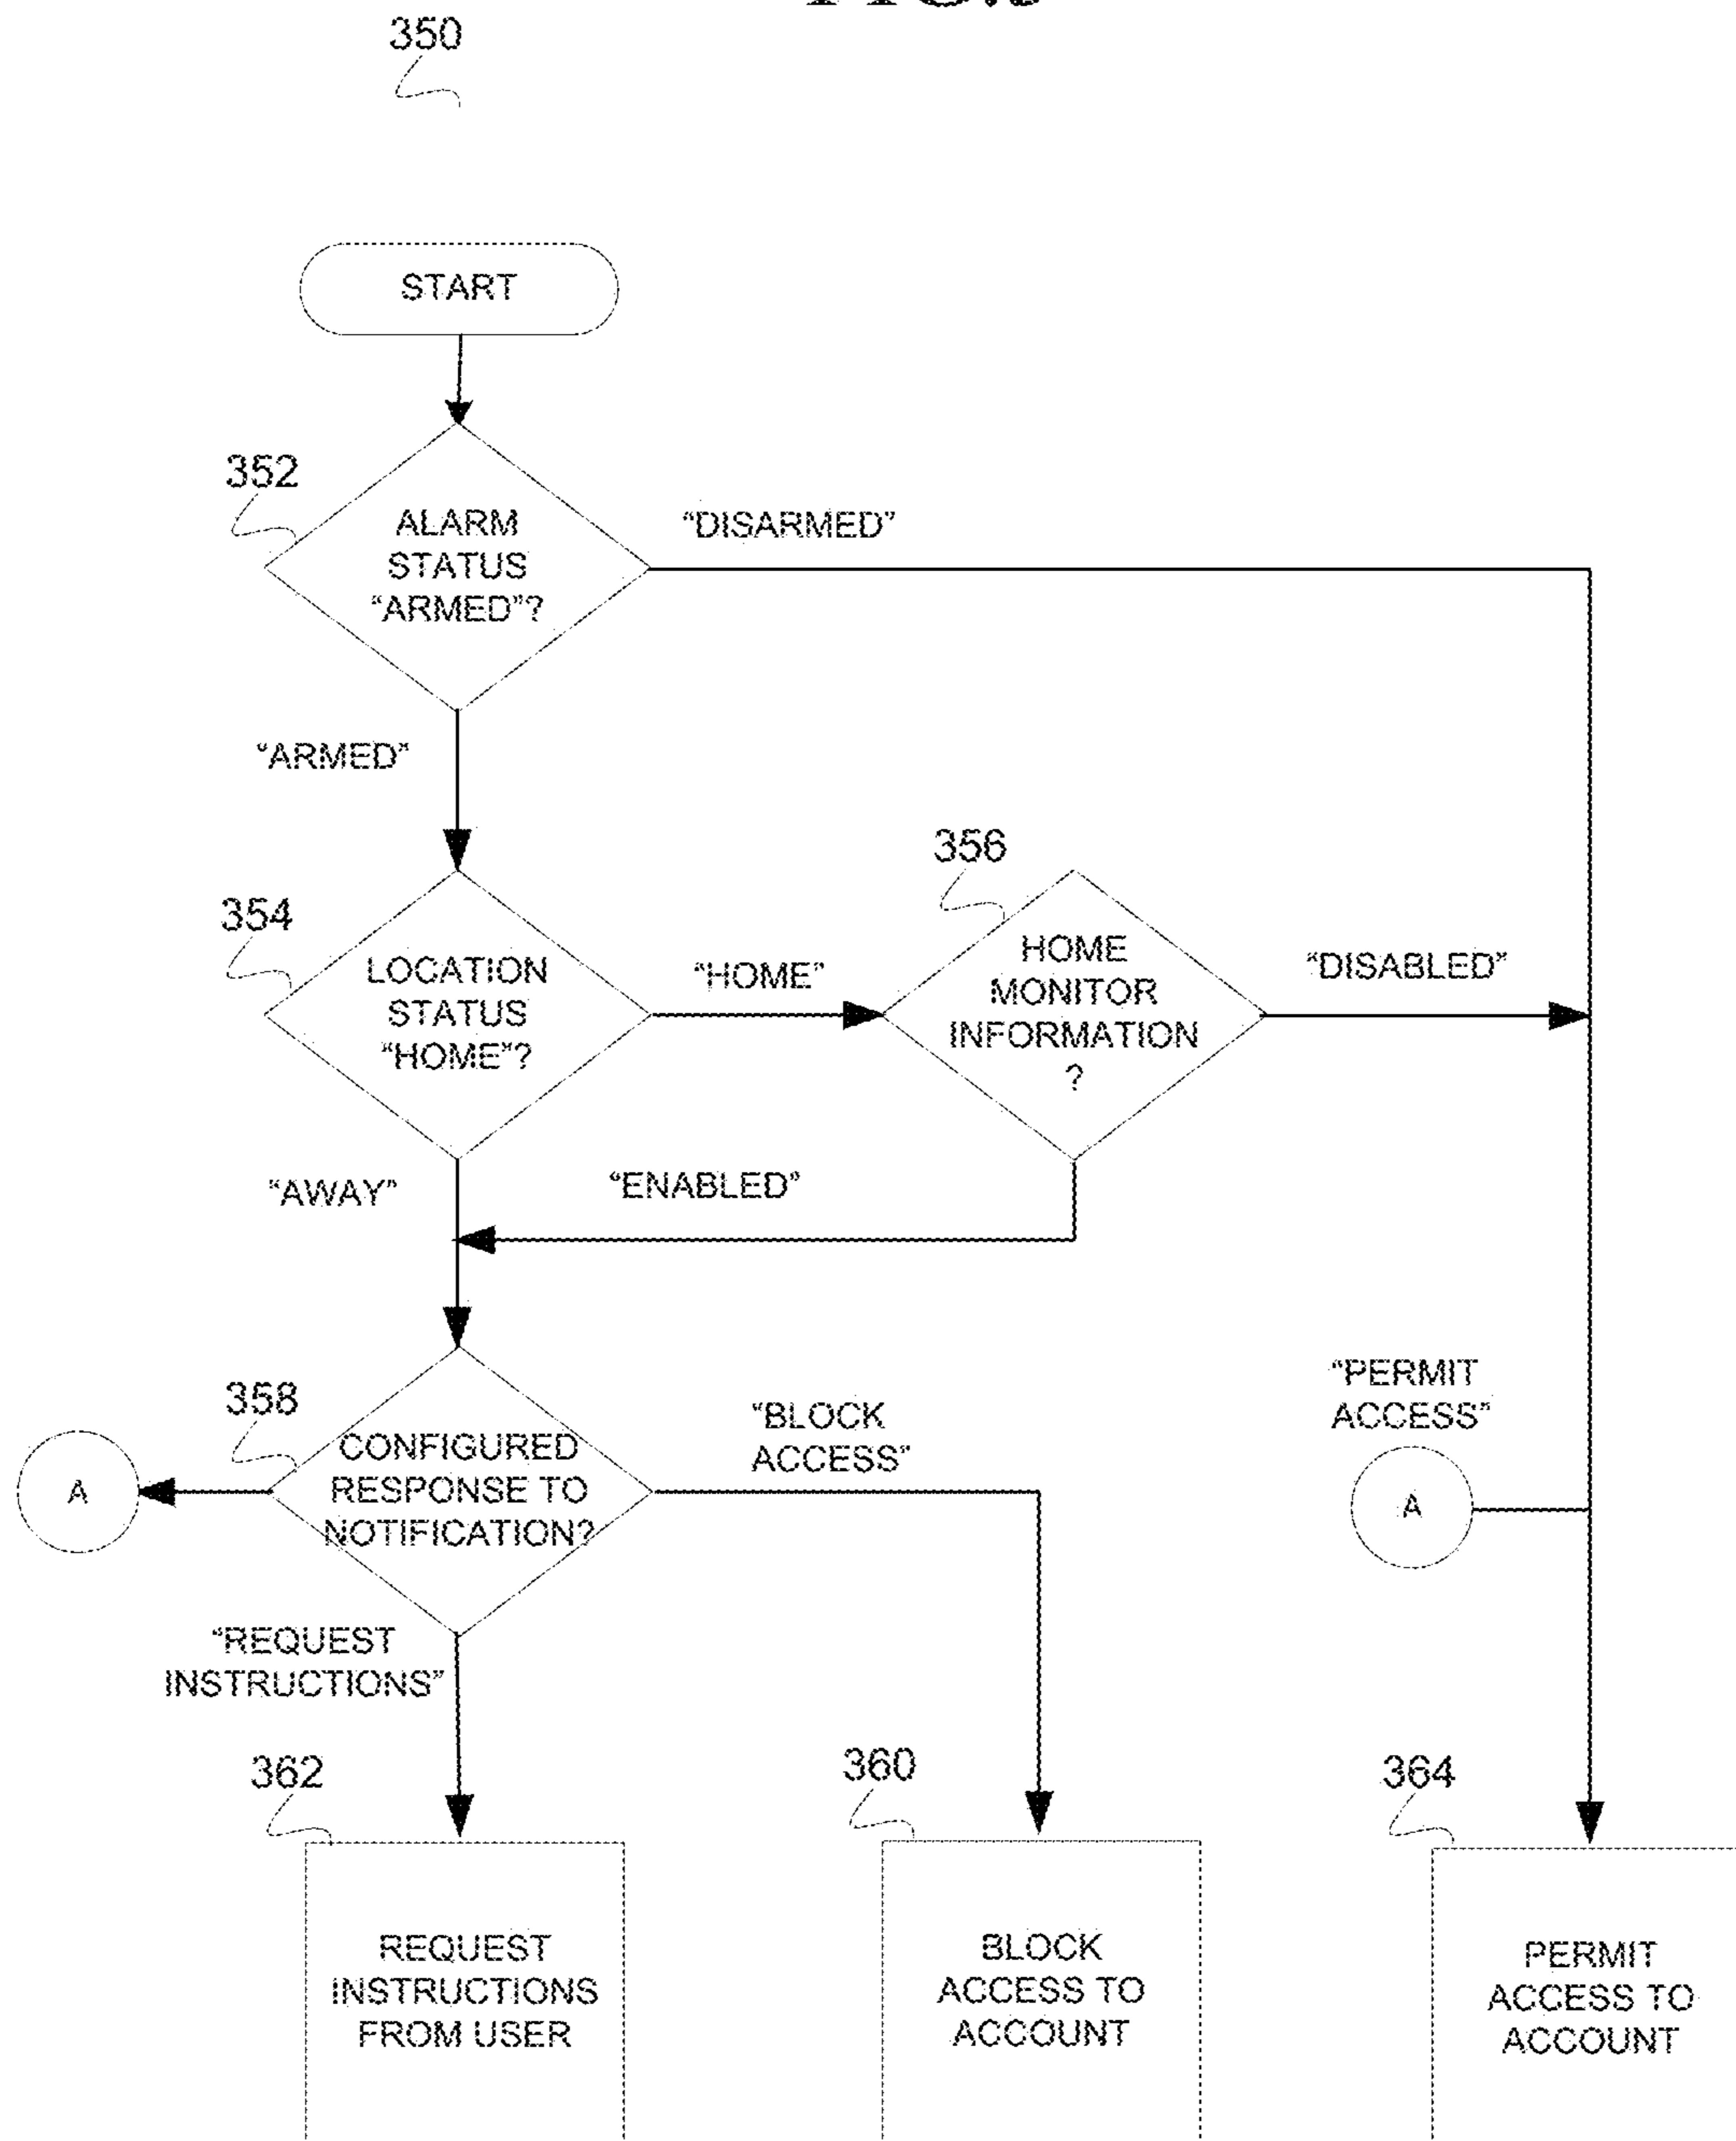 350
START
352
ALARM
STATUS
"ARMED"?
"DISARMED"
"ARMED"
354
LOCATION
STATUS
"HOME"?
"HOME"
356
HOME
MONITOR
INFORMATION
?
"DISABLED"
"AWAY"
"ENABLED"
358
CONFIGURED
RESPONSE TO
NOTIFICATION?
A
"BLOCK
ACCESS"
"PERMIT
ACCESS"
A
"REQUEST
INSTRUCTIONS"
362
REQUEST
INSTRUCTIONS
FROM USER
360
BLOCK
ACCESS TO
ACCOUNT
364
PERMIT
ACCESS TO
ACCOUNT